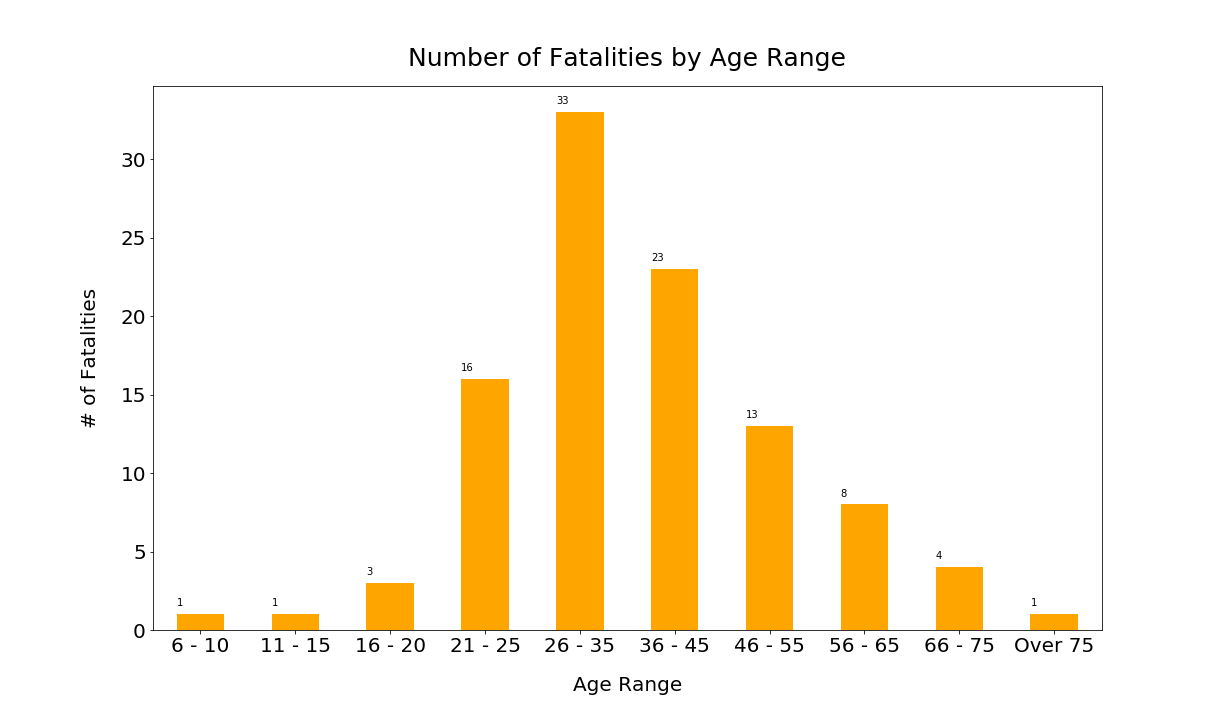 Number of Fatalities by Age Range
33
30
25
23
20
16
15
13
10
8
5
4
3
1
1
1
0
# of Fatalities
6 - 10
11 - 15
16 - 20
21 - 25
26 - 35
36 - 45
46 - 55
56 - 65
66 - 75
Over 75
Age Range